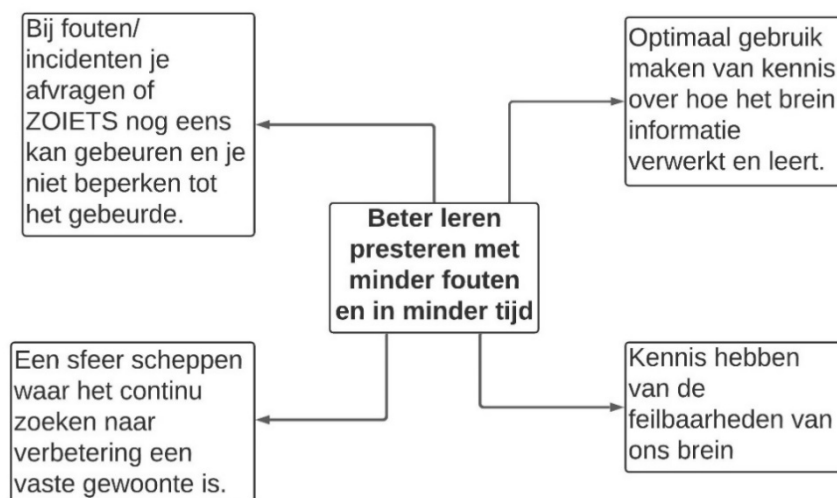 Bij fouten/
incidenten je
afvragen of
ZOIETS nog eens
kan gebeuren en je
niet beperken tot
het gebeurde.
Optimaal gebruik
maken van kennis
over hoe het brein
informatie
verwerkt en leert.
Beter leren
presteren met
minder fouten
en in minder tijd
Een sfeer scheppen
waar het continu
zoeken naar
verbetering een
vaste gewoonte is.
Kennis hebben
van de
feilbaarheden van
ons brein